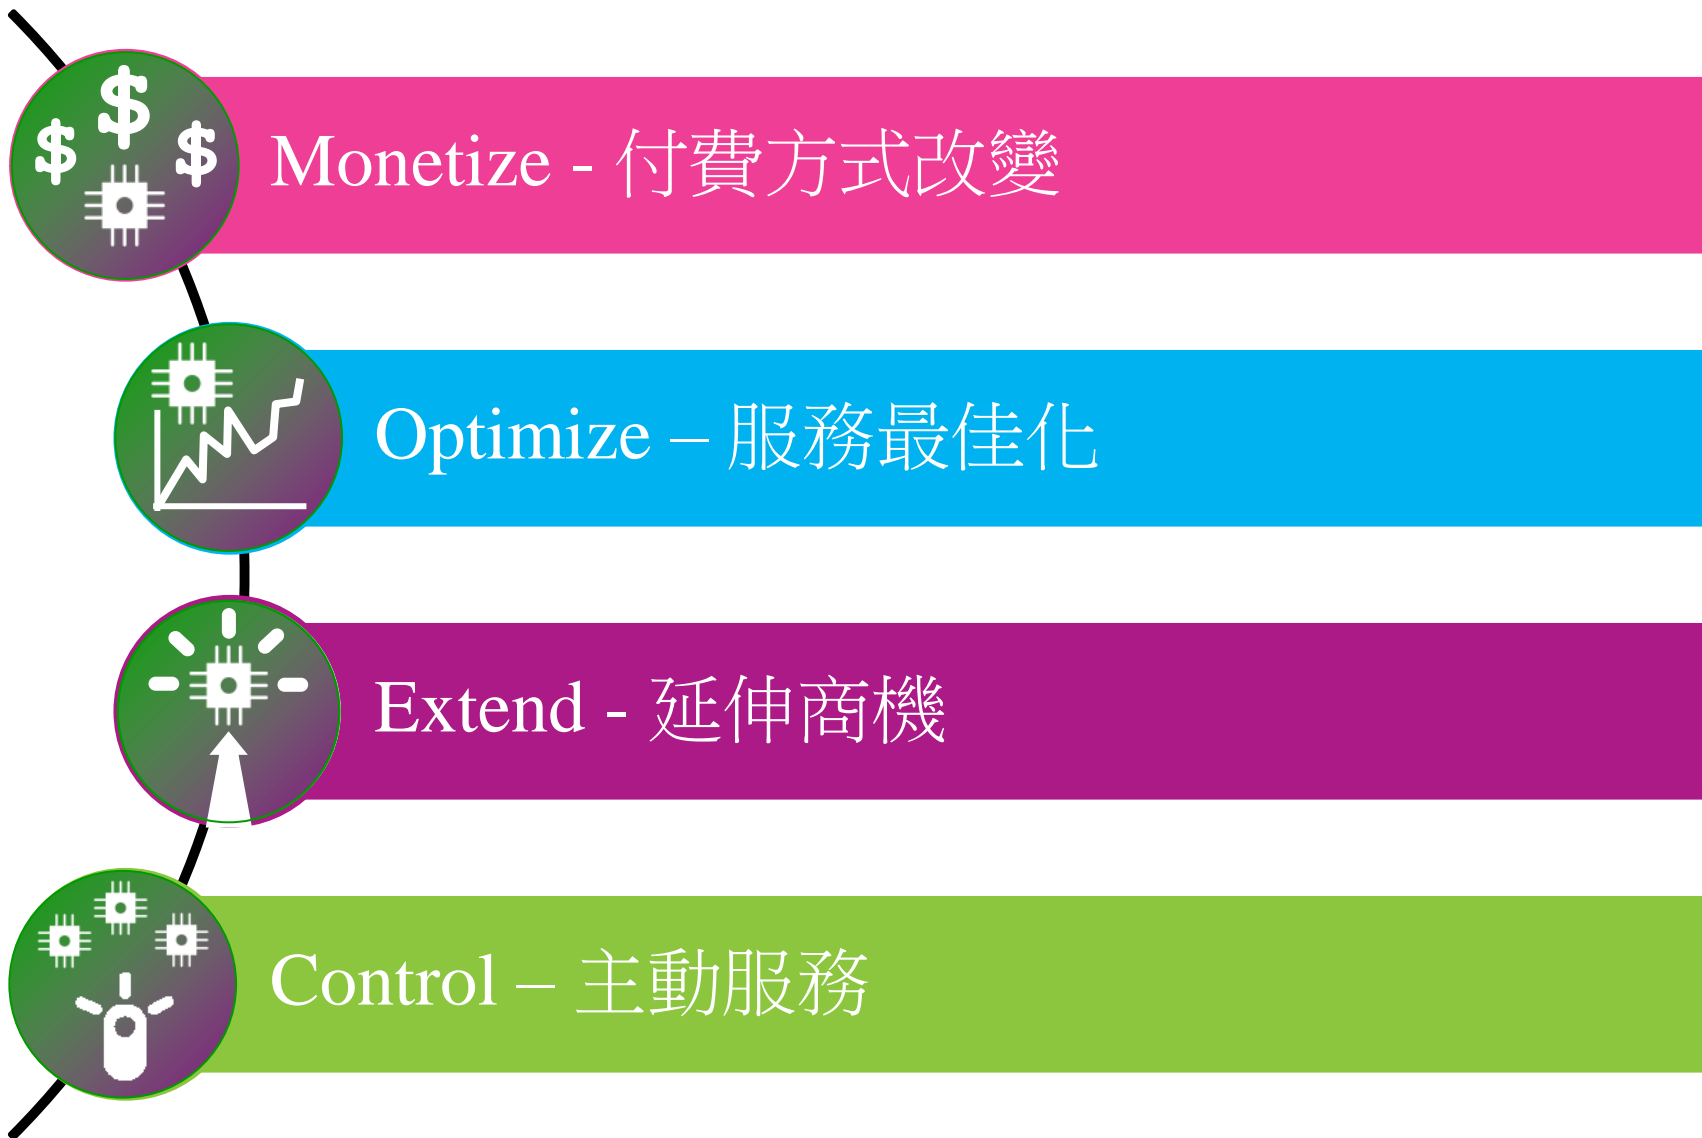 Monetize - 付費方式改變
Optimize – 服務最佳化
Extend - 延伸商機
Control – 主動服務